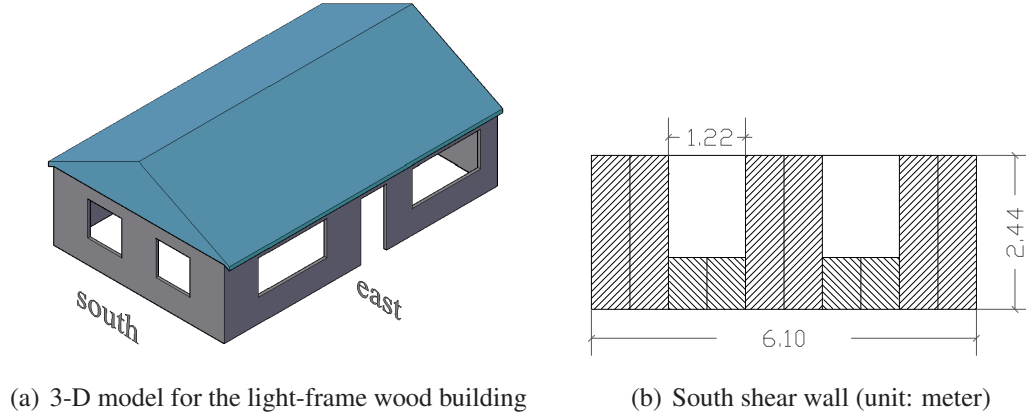 1.22
2.44
6.10
south
east
(a) 3-D model for the light-frame wood building
(b) South shear wall (unit: meter)